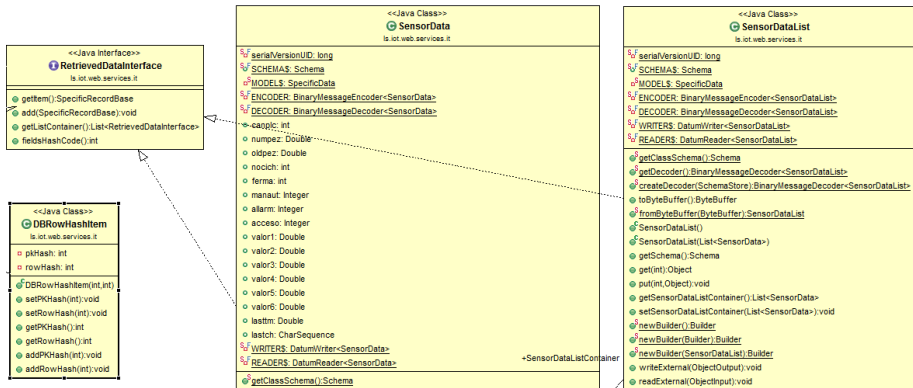 <<Java Interface>>
RetrievedDataInterface
ls.iot.web.services.it
getItem():SpecificRecordBase
add(SpecificRecordBase):void
getListContainer():List<RetrievedDataInterface>
fieldsHashCode():int
<<Java Class>>
DBRowHashItem
ls.iot.web.services.it
pkHash: int
rowHash: int
DBRowHashItem(int,int)
setPKHash(int):void
setRowHash(int):void
getPKHash():int
getRowHash():int
addPKHash(int):void
addRowHash(int):void
<<Java Class>>
SensorData
ls.iot.web.services.it
serialVersionUID: long
SCHEMA$: Schema
MODEL$: SpecificData
ENCODER: BinaryMessageEncoder<SensorData>
DECODER: BinaryMessageDecoder<SensorData>
canplc: int
numpez: Double
oldpez: Double
nocich: int
ferma: int
manaut: Integer
allarm: Integer
acceso: Integer
valor1: Double
valor2: Double
valor3: Double
valor4: Double
valor5: Double
valor6: Double
lasttm: Double
lastch: CharSequence
WRITER$: DatumWriter<SensorData>
READER$: DatumReader<SensorData>
getClassSchema():Schema
+SensorDataListContainer
<<Java Class>>
SensorDataList
ls.iot.web.services.it
serialVersionUID: long
SCHEMA$: Schema
MODEL$: SpecificData
ENCODER: BinaryMessageEncoder<SensorDataList>
DECODER: BinaryMessageDecoder<SensorDataList>
WRITER$: DatumWriter<SensorDataList>
READER$: DatumReader<SensorDataList>
getClassSchema():Schema
getDecoder():BinaryMessageDecoder<SensorDataList>
createDecoder(SchemaStore):BinaryMessageDecoder<SensorDataList>
toByteBuffer():ByteBuffer
fromByteBuffer(ByteBuffer):SensorDataList
SensorDataList()
SensorDataList(List<SensorData>)
getSchema():Schema
get(int):Object
put(int,Object):void
getSensorDataListContainer():List<SensorData>
setSensorDataListContainer(List<SensorData>):void
newBuilder():Builder
newBuilder(Builder):Builder
newBuilder(SensorDataList):Builder
writeExternal(ObjectOutput):void
readExternal(ObjectInput):void